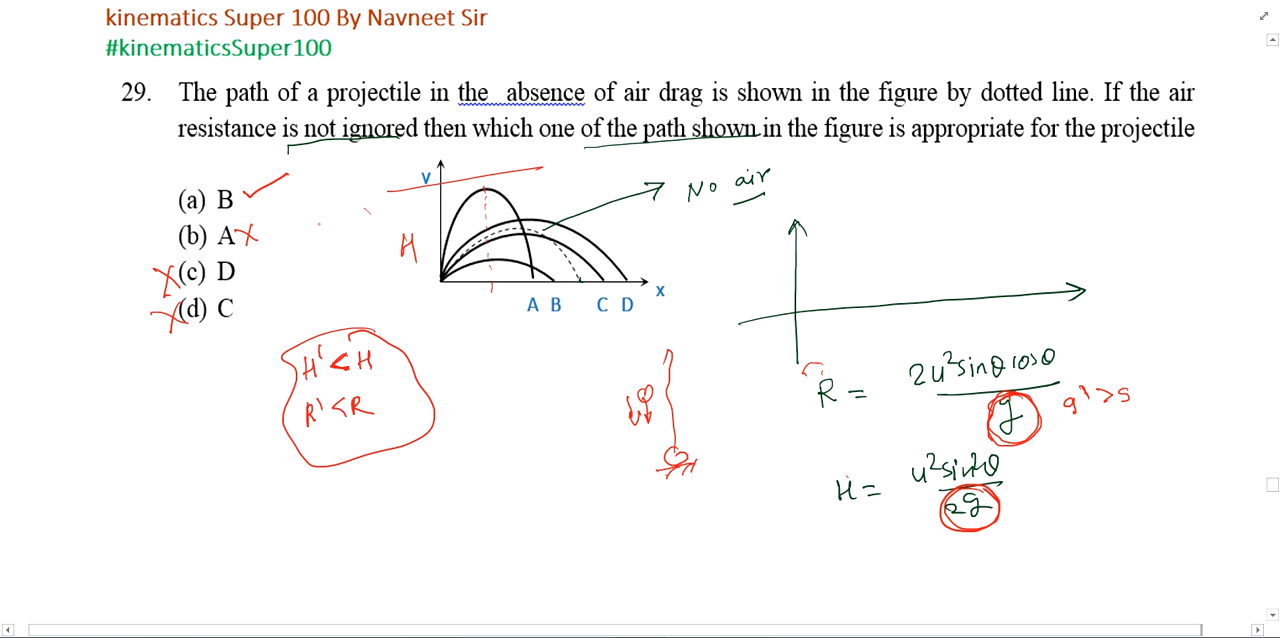 kinematics Super 100 By Navneet Sir
#kinematicsSuper100
29. The path of a projectile in the absence of air drag is shown in the figure by dotted line. If the air
resistance is not ignored then which one of the path shown in the figure is appropriate for the projectile
(a) B
(b) A
(c) D
(d) C
Y
H
A B C D
X
No air
H' < H
R' < R
R = 2u²sinθcosθ / g
g' > 5
H = u²sin²θ / 2g